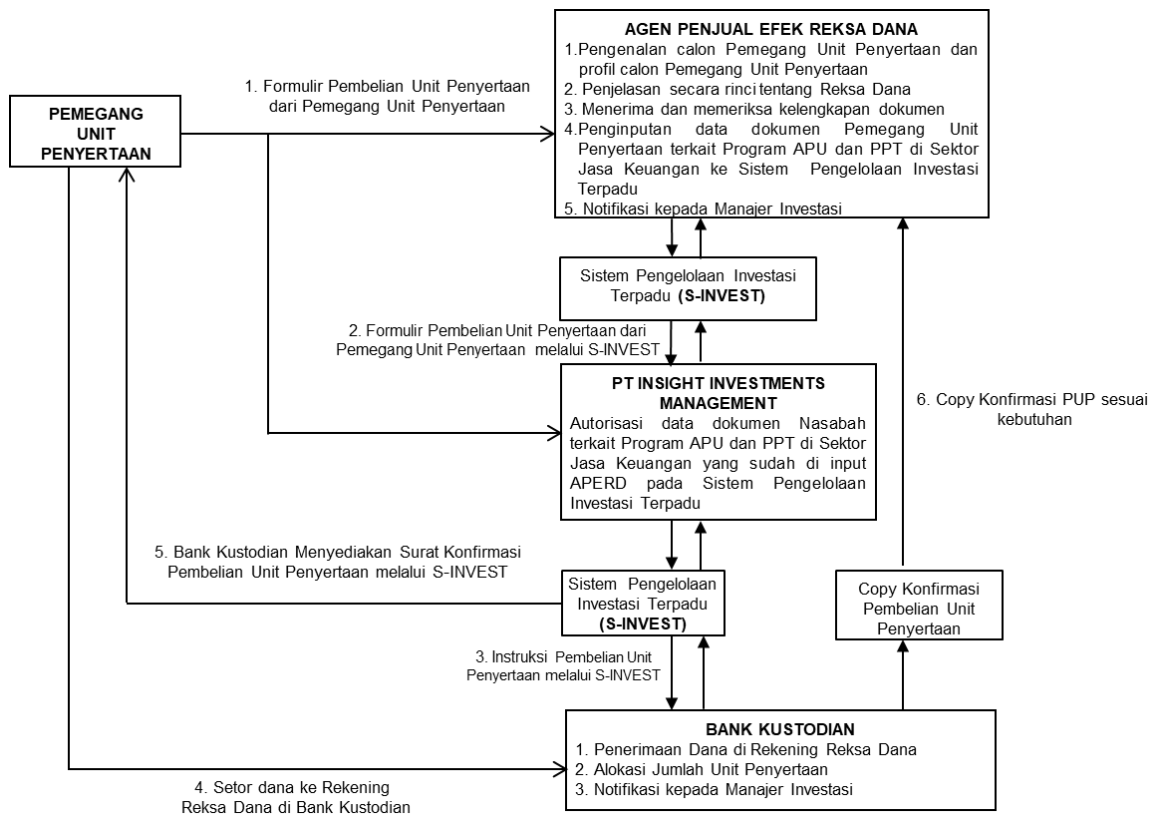 AGEN PENJUAL EFEK REKSA DANA
1.Pengenalan calon Pemegang Unit Penyertaan dan
profil calon Pemegang Unit Penyertaan
2. Penjelasan secara rinci tentang Reksa Dana
3. Menerima dan memeriksa kelengkapan dokumen
4.Penginputan data dokumen Pemegang Unit
Penyertaan terkait Program APU dan PPT di Sektor
Jasa Keuangan ke Sistem Pengelolaan Investasi
Terpadu
5. Notifikasi kepada Manajer Investasi
1. Formulir Pembelian Unit Penyertaan
dari Pemegang Unit Penyertaan
PEMEGANG
UNIT
PENYERTAAN
Sistem Pengelolaan Investasi
Terpadu (S-INVEST)
2. Formulir Pembelian Unit Penyertaan dari
Pemegang Unit Penyertaan melalui S-INVEST
PT INSIGHT INVESTMENTS
MANAGEMENT
Autorisasi data dokumen Nasabah
terkait Program APU dan PPT di Sektor
Jasa Keuangan yang sudah di input
APERD pada Sistem Pengelolaan
Investasi Terpadu
6. Copy Konfirmasi PUP sesuai
kebutuhan
5. Bank Kustodian Menyediakan Surat Konfirmasi
Pembelian Unit Penyertaan melalui S-INVEST
Sistem Pengelolaan
Investasi Terpadu
(S-INVEST)
Copy Konfirmasi
Pembelian Unit
Penyertaan
3. Instruksi Pembelian Unit
Penyertaan melalui S-INVEST
BANK KUSTODIAN
1. Penerimaan Dana di Rekening Reksa Dana
2. Alokasi Jumlah Unit Penyertaan
3. Notifikasi kepada Manajer Investasi
4. Setor dana ke Rekening
Reksa Dana di Bank Kustodian